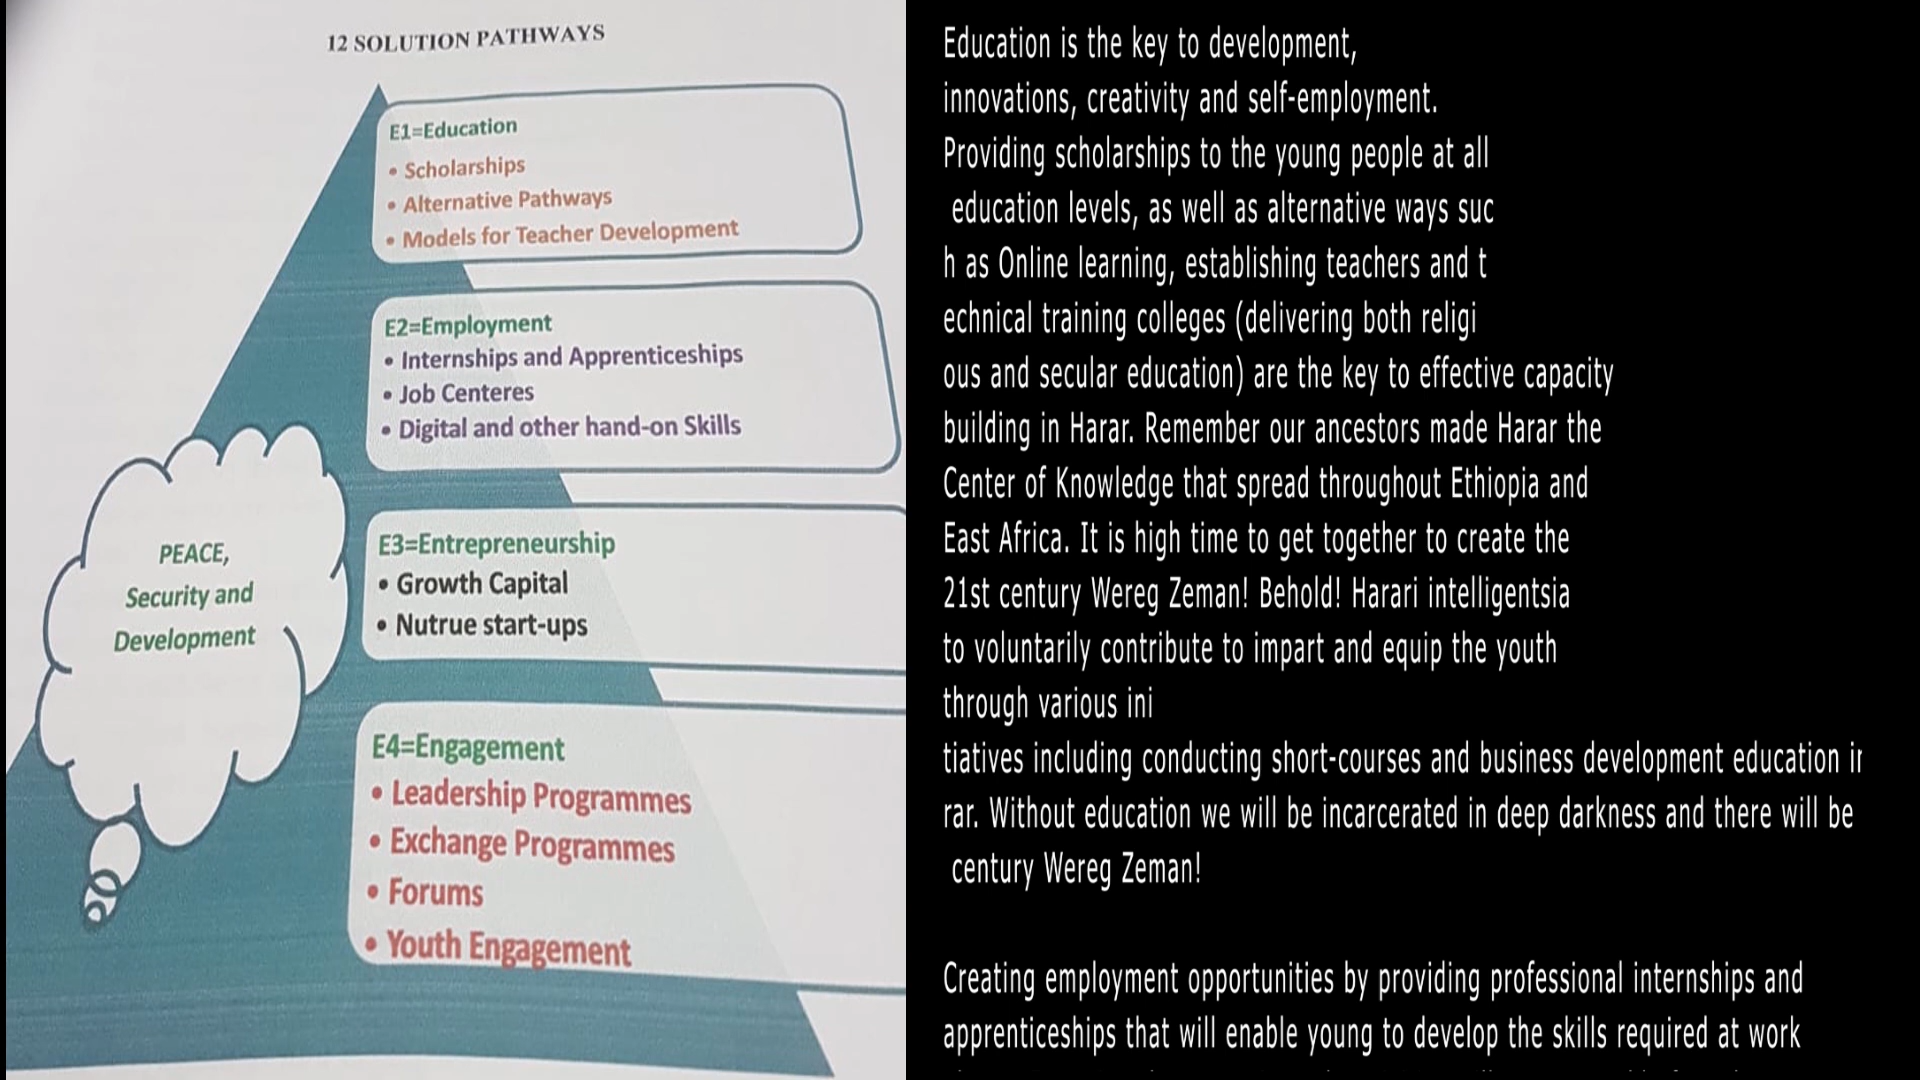 12 SOLUTION PATHWAYS
E1=Education
• Scholarships
• Alternative Pathways
• Models for Teacher Development
E2=Employment
• Internships and Apprenticeships
• Job Centeres
• Digital and other hand-on Skills
E3=Entrepreneurship
• Growth Capital
• Nutrue start-ups
E4=Engagement
• Leadership Programmes
• Exchange Programmes
• Forums
• Youth Engagement
PEACE,
Security and
Development
Education is the key to development,
innovations, creativity and self-employment.
Providing scholarships to the young people at all
education levels, as well as alternative ways suc
h as Online learning, establishing teachers and t
echnical training colleges (delivering both religi
ous and secular education) are the key to effective capacity
building in Harar. Remember our ancestors made Harar the
Center of Knowledge that spread throughout Ethiopia and
East Africa. It is high time to get together to create the
21st century Wereg Zeman! Behold! Harari intelligentsia
to voluntarily contribute to impart and equip the youth
through various ini
tiatives including conducting short-courses and business development education
rar. Without education we will be incarcerated in deep darkness and there will be
century Wereg Zeman!
Creating employment opportunities by providing professional internships and
apprenticeships that will enable young to develop the skills required at work